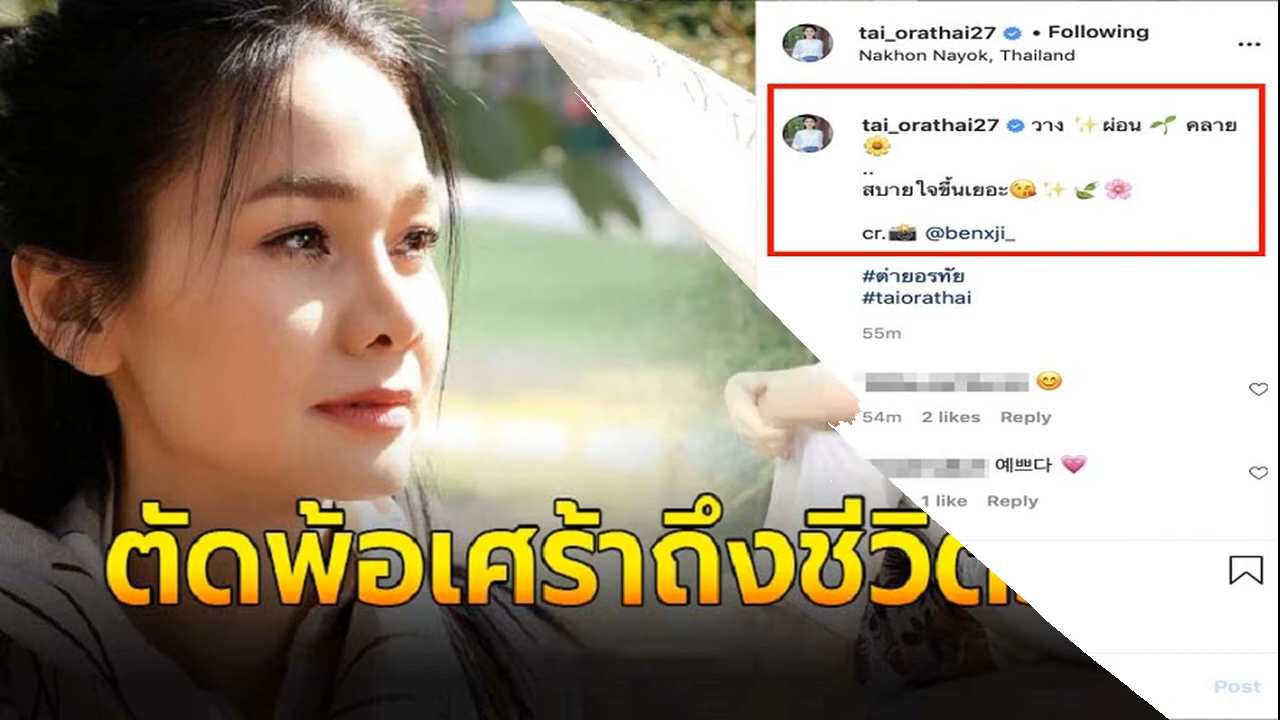 tai_orathai27 • Following
Nakhon Nayok, Thailand
tai_orathai27 วาง ✨ผ่อน 🌱 คลาย
🌼
..
สบายใจขึ้นเยอะ😘✨🌿🌸
cr.📸 @benxji_
#ต่ายอรทัย
#taiorathai
55m
😊
54m 2 likes Reply
예쁘다 💗
1 like Reply
ตัดพ้อเศร้าถึงชีวิต
Post